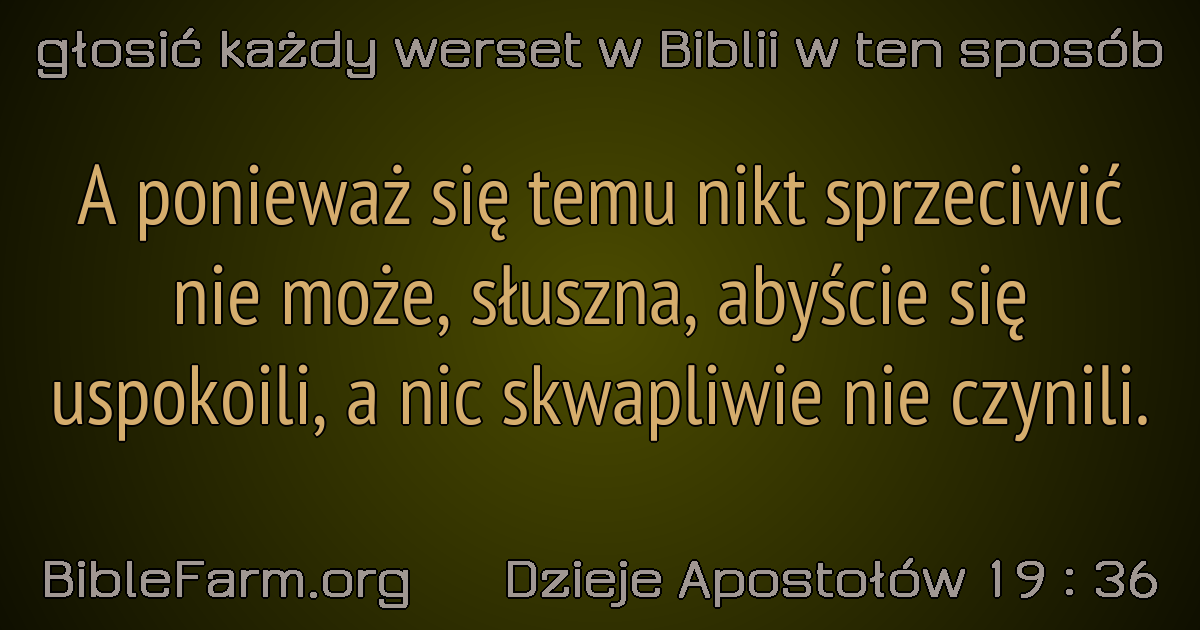 głosić każdy werset w Biblii w ten sposób
A ponieważ się temu nikt sprzeciwić
nie może, słuszna, abyście się
uspokoili, a nic skwapliwie nie czynili.
BibleFarm.org Dzieje Apostołów 19 : 36